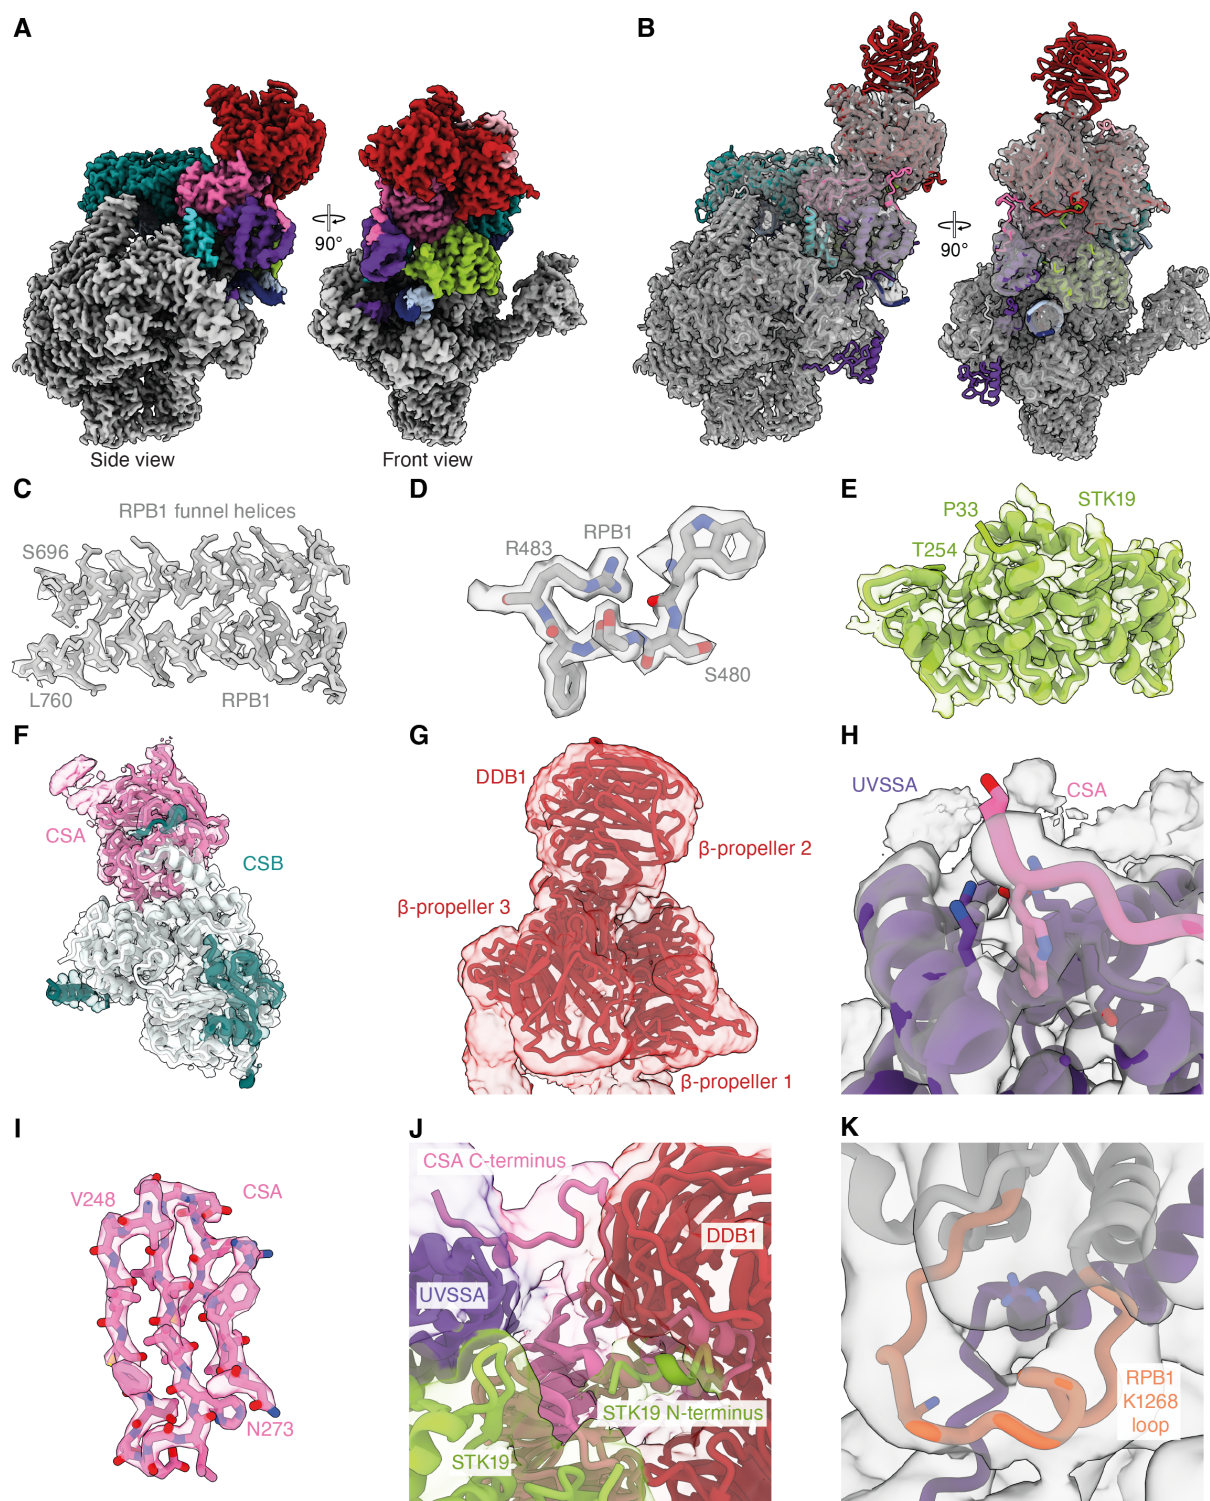 A
B
90°
90°
Side view
Front view
C
D
E
RPB1 funnel helices
S696
L760
RPB1
RPB1
R483
S480
P33
STK19
T254
F
G
H
CSA
CSB
DDB1
β-propeller 2
β-propeller 3
β-propeller 1
UVSSA
CSA
I
J
K
V248
CSA
N273
CSA C-terminus
DDB1
UVSSA
STK19 N-terminus
STK19
RPB1
K1268
loop